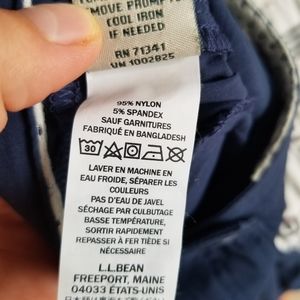 REMOVE PROMP
COOL IRON
IF NEEDED
RN 71341
VN 1002825
95% NYLON
5% SPANDEX
SAUF GARNITURES
FABRIQUÉ EN BANGLADESH
30
LAVER EN MACHINE EN
EAU FROIDE, SÉPARER LES
COULEURS
PAS D'EAU DE JAVEL
SÉCHAGE PAR CULBUTAGE
BASSE TEMPÉRATURE,
SORTIR RAPIDEMENT
REPASSER À FER TIÈDE SI
NÉCESSAIRE
L.L.BEAN
FREEPORT, MAINE
04033 ÉTATS-UNIS